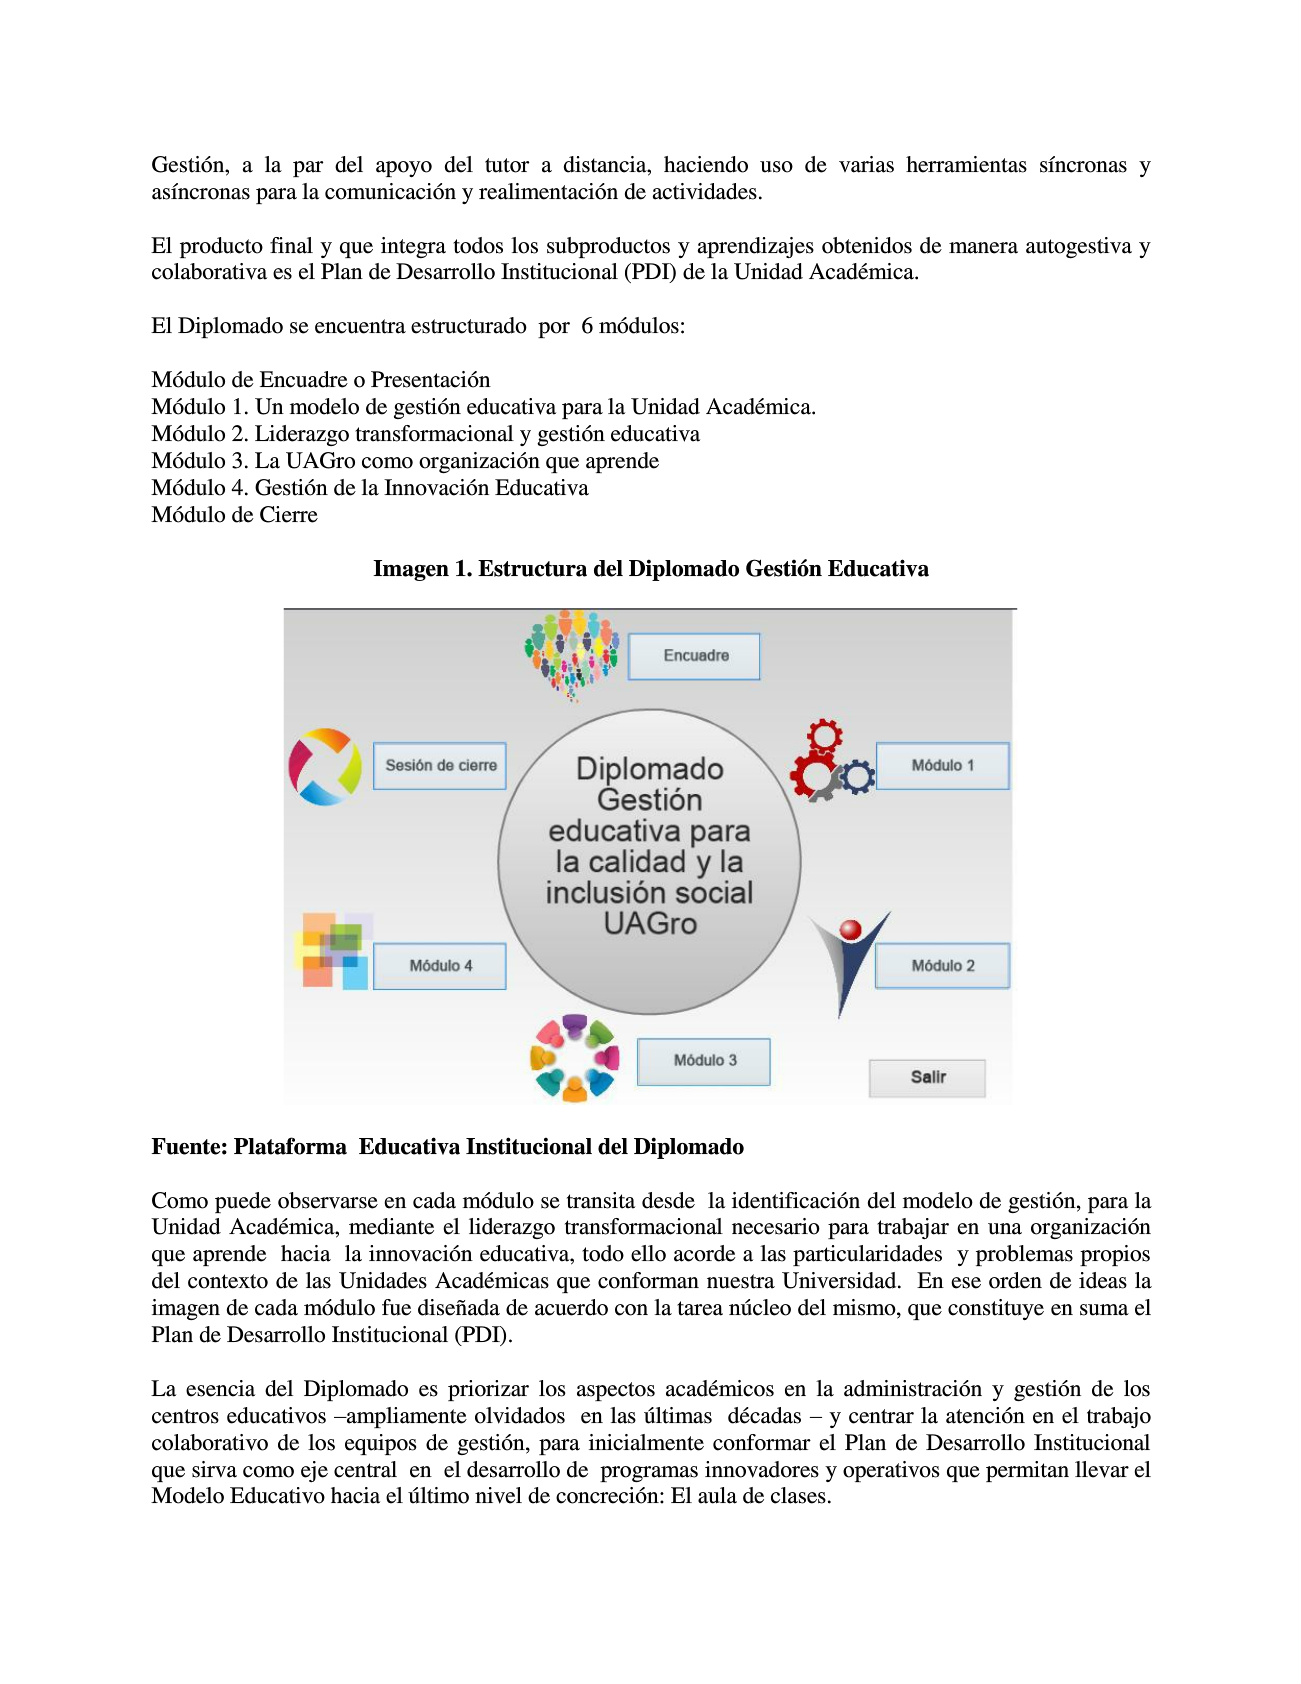 Gestión, a la par del apoyo del tutor a distancia, haciendo uso de varias herramientas síncronas y
asíncronas para la comunicación y realimentación de actividades.
El producto final y que integra todos los subproductos y aprendizajes obtenidos de manera autogestiva y
colaborativa es el Plan de Desarrollo Institucional (PDI) de la Unidad Académica.
El Diplomado se encuentra estructurado por 6 módulos:
Módulo de Encuadre o Presentación
Módulo 1. Un modelo de gestión educativa para la Unidad Académica.
Módulo 2. Liderazgo transformacional y gestión educativa
Módulo 3. La UAGro como organización que aprende
Módulo 4. Gestión de la Innovación Educativa
Módulo de Cierre
Imagen 1. Estructura del Diplomado Gestión Educativa
Encuadre
Sesión de cierre
Módulo 1
Diplomado
Gestión
educativa para
la calidad y la
inclusión social
UAGro
Módulo 4
Módulo 2
Módulo 3
Salir
Fuente: Plataforma Educativa Institucional del Diplomado
Como puede observarse en cada módulo se transita desde la identificación del modelo de gestión, para la
Unidad Académica, mediante el liderazgo transformacional necesario para trabajar en una organización
que aprende hacia la innovación educativa, todo ello acorde a las particularidades y problemas propios
del contexto de las Unidades Académicas que conforman nuestra Universidad. En ese orden de ideas la
imagen de cada módulo fue diseñada de acuerdo con la tarea núcleo del mismo, que constituye en suma el
Plan de Desarrollo Institucional (PDI).
La esencia del Diplomado es priorizar los aspectos académicos en la administración y gestión de los
centros educativos –ampliamente olvidados en las últimas décadas – y centrar la atención en el trabajo
colaborativo de los equipos de gestión, para inicialmente conformar el Plan de Desarrollo Institucional
que sirva como eje central en el desarrollo de programas innovadores y operativos que permitan llevar el
Modelo Educativo hacia el último nivel de concreción: El aula de clases.